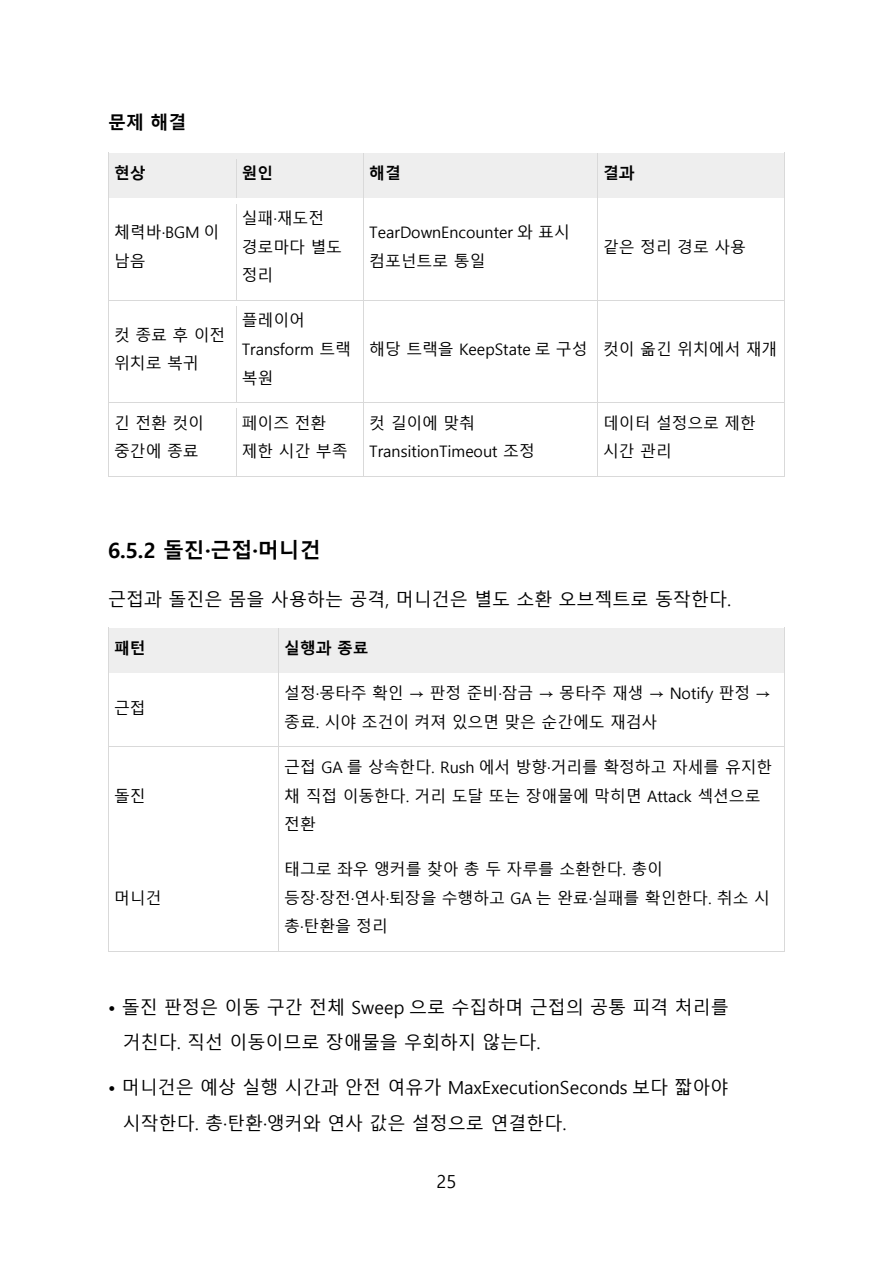 문제 해결
현상 원인 해결 결과
체력바·BGM 이
남음
실패·재도전
경로마다 별도
정리
TearDownEncounter 와 표시
컴포넌트로 통일
같은 정리 경로 사용
컷 종료 후 이전
위치로 복귀
플레이어
Transform 트랙
복원
해당 트랙을 KeepState 로 구성
컷이 옮긴 위치에서 재개
긴 전환 컷이
중간에 종료
페이즈 전환
제한 시간 부족
컷 길이에 맞춰
TransitionTimeout 조정
데이터 설정으로 제한
시간 관리
6.5.2 돌진·근접·머니건
근접과 돌진은 몸을 사용하는 공격, 머니건은 별도 소환 오브젝트로 동작한다.
패턴 실행과 종료
근접
설정·몽타주 확인 → 판정 준비·잠금 → 몽타주 재생 → Notify 판정 →
종료. 시야 조건이 켜져 있으면 맞은 순간에도 재검사
돌진
근접 GA 를 상속한다. Rush 에서 방향·거리를 확정하고 자세를 유지한
채 직접 이동한다. 거리 도달 또는 장애물에 막히면 Attack 섹션으로
전환
머니건
태그로 좌우 앵커를 찾아 총 두 자루를 소환한다. 총이
등장·장전·연사·퇴장을 수행하고 GA 는 완료·실패를 확인한다. 취소 시
총·탄환을 정리
• 돌진 판정은 이동 구간 전체 Sweep 으로 수집하며 근접의 공통 피격 처리를
거친다. 직선 이동이므로 장애물을 우회하지 않는다.
• 머니건은 예상 실행 시간과 안전 여유가 MaxExecutionSeconds 보다 짧아야
시작한다. 총·탄환·앵커와 연사 값은 설정으로 연결한다.
25